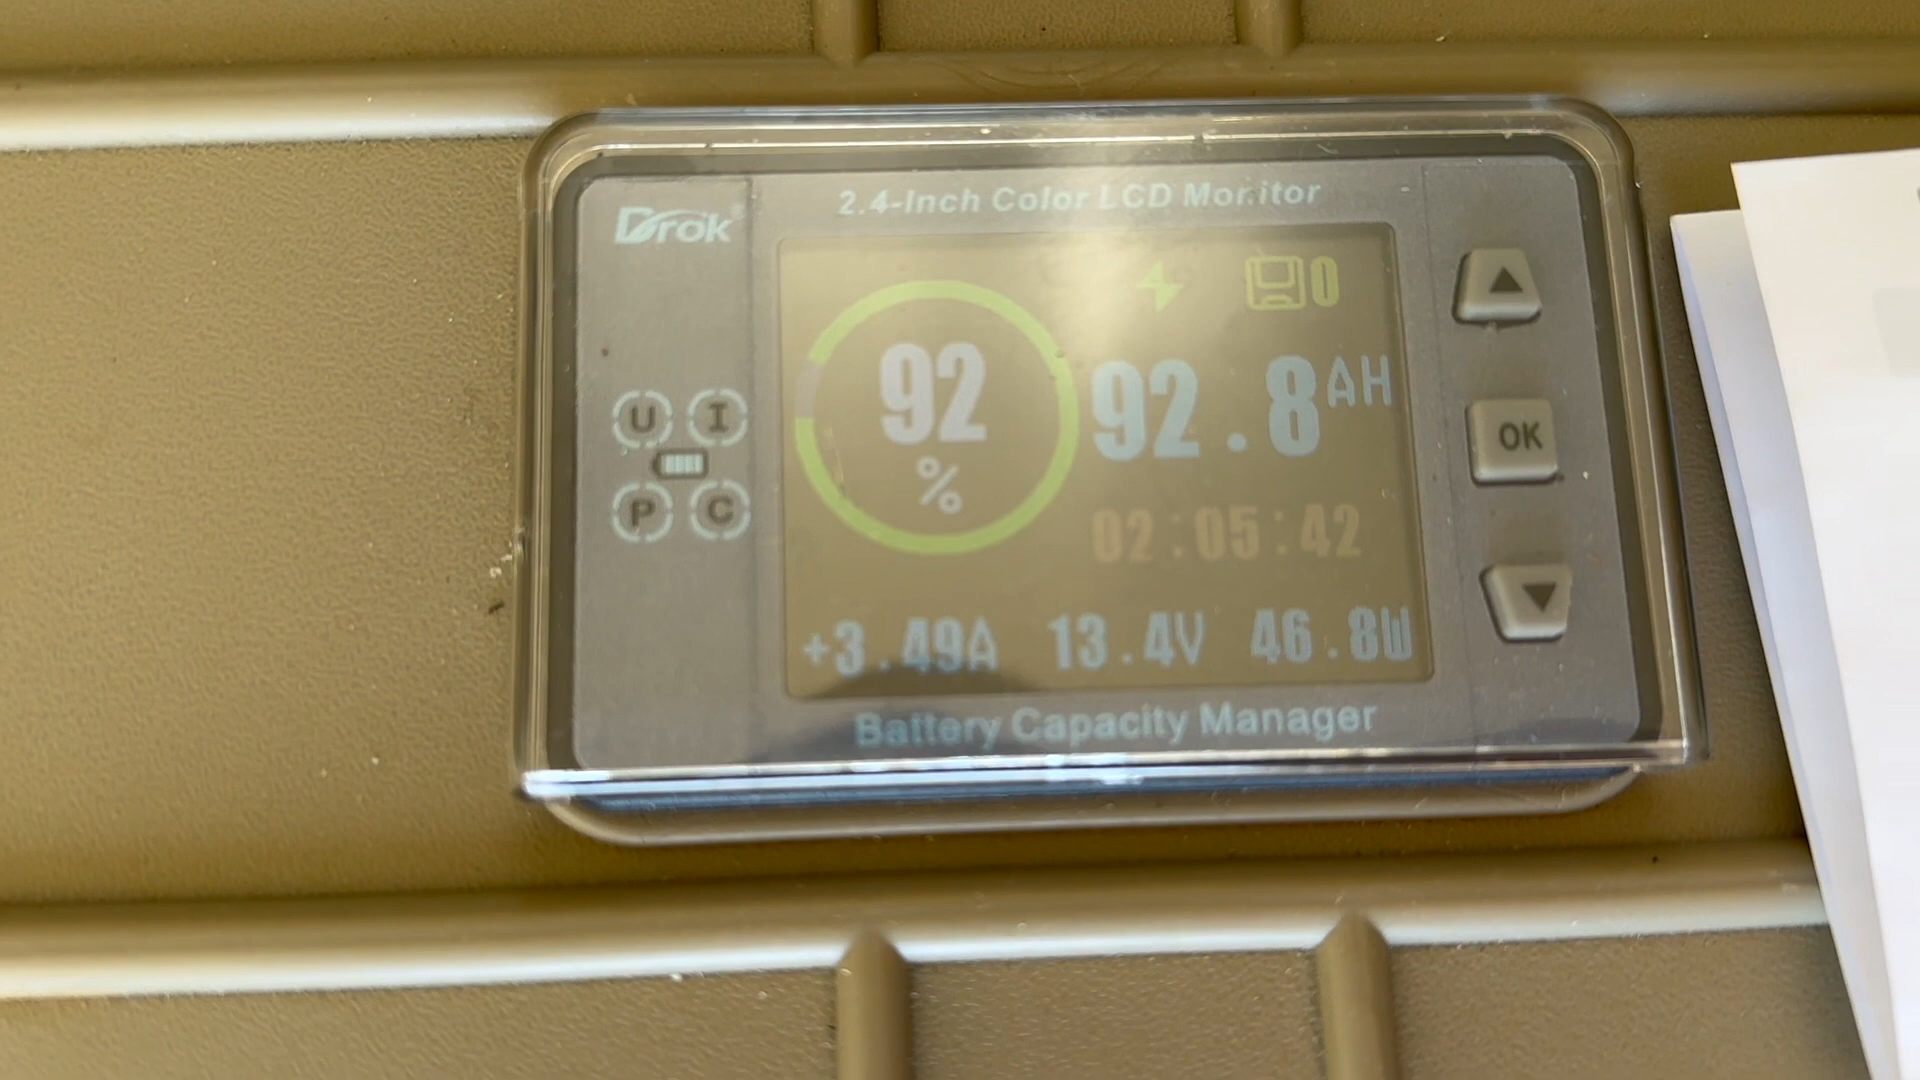 Drok
2.4-Inch Color LCD Monitor
0
92
%
92.8AH
02:05:42
+3.49A 13.4V 46.8W
U I
P C
OK
Battery Capacity Manager